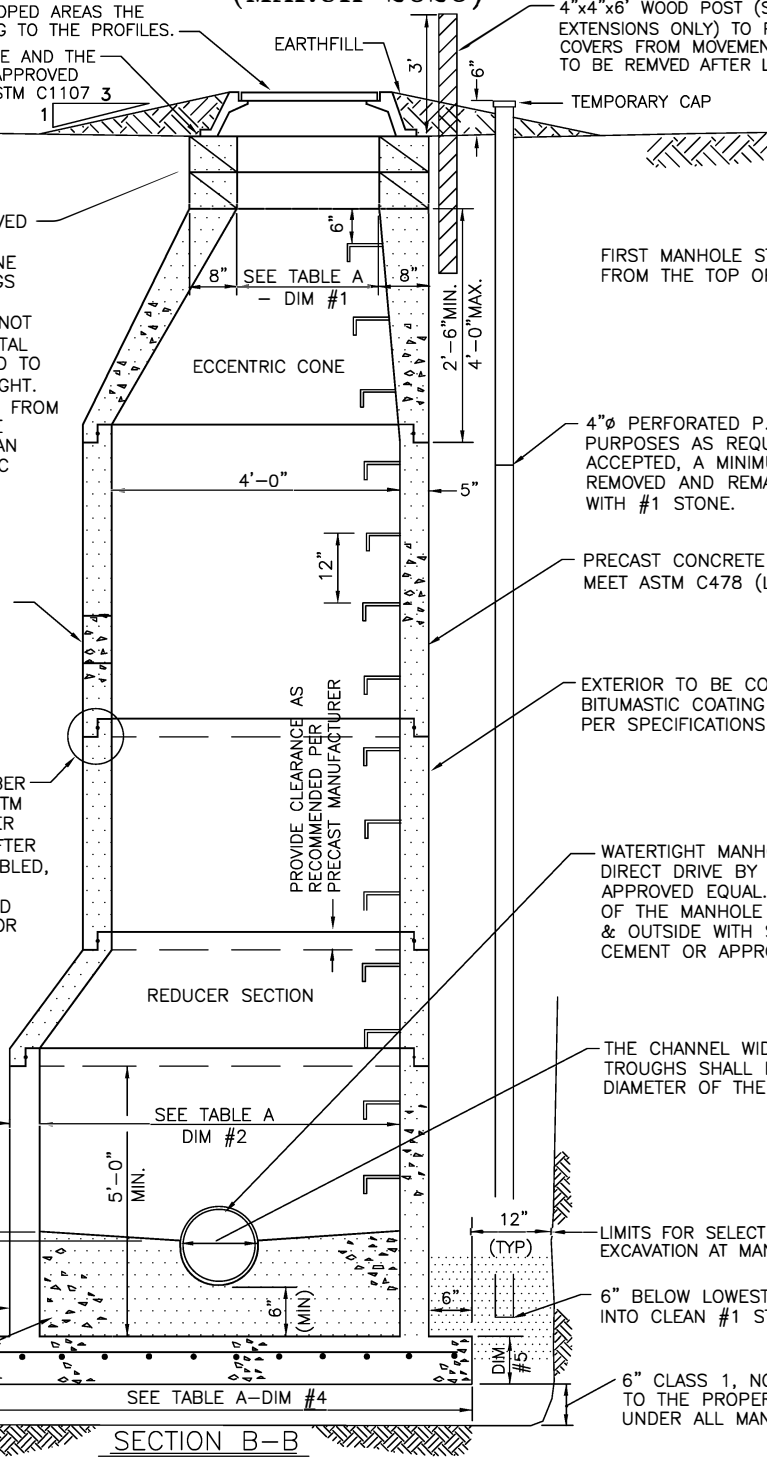 OPED AREAS THE
G TO THE PROFILES.
E AND THE
APPROVED
STM C1107
3
1
EARTHFILL
3'
4"x4"x6' WOOD POST (S
EXTENSIONS ONLY) TO P
COVERS FROM MOVEMEN
TO BE REMVED AFTER L
6"
TEMPORARY CAP
VED
NE
GS
NOT
TAL
D TO
GHT.
FROM
E
AN
C
6"
8"
SEE TABLE A
- DIM #1
8"
2'-6"MIN.
4'-0"MAX.
FIRST MANHOLE ST
FROM THE TOP OF
ECCENTRIC CONE
4'-0"
5"
4"ø PERFORATED P.
PURPOSES AS REQU
ACCEPTED, A MINIMU
REMOVED AND REMA
WITH #1 STONE.
12"
PRECAST CONCRETE
MEET ASTM C478 (L
EXTERIOR TO BE CO
BITUMASTIC COATING
PER SPECIFICATIONS
PROVIDE CLEARANCE AS
RECOMMENDED PER
PRECAST MANUFACTURER
BER
TM
ER
FTER
BLED,
D
OR
WATERTIGHT MANHO
DIRECT DRIVE BY
APPROVED EQUAL.
OF THE MANHOLE
& OUTSIDE WITH S
CEMENT OR APPRO
REDUCER SECTION
THE CHANNEL WID
TROUGHS SHALL
DIAMETER OF THE
SEE TABLE A
DIM #2
5'-0"
MIN.
6"
(MIN)
12"
(TYP)
LIMITS FOR SELECT
EXCAVATION AT MAN
6"
6" BELOW LOWEST
INTO CLEAN #1 ST
DIM
#5
SEE TABLE A-DIM #4
6" CLASS 1, NO
TO THE PROPER
UNDER ALL MAN
SECTION B-B